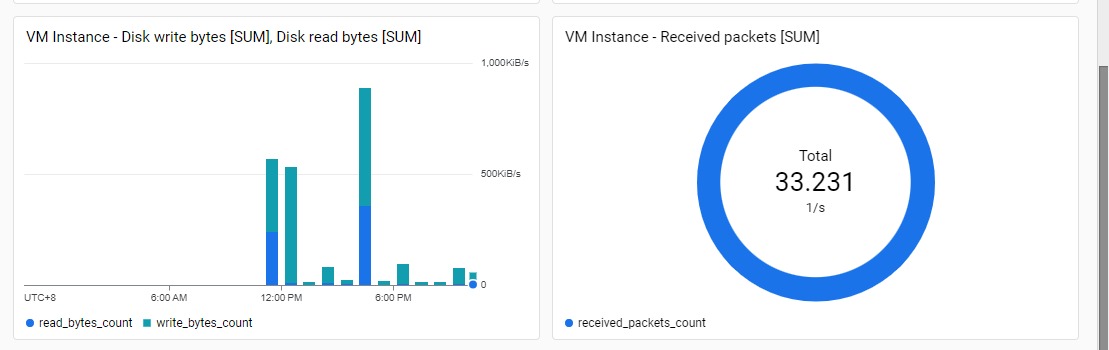 VM Instance - Disk write bytes [SUM], Disk read bytes [SUM]
1,000KiB/s
500KiB/s
0
UTC+8 6:00 AM 12:00 PM 6:00 PM
read_bytes_count write_bytes_count
VM Instance - Received packets [SUM]
Total
33.231
1/s
received_packets_count